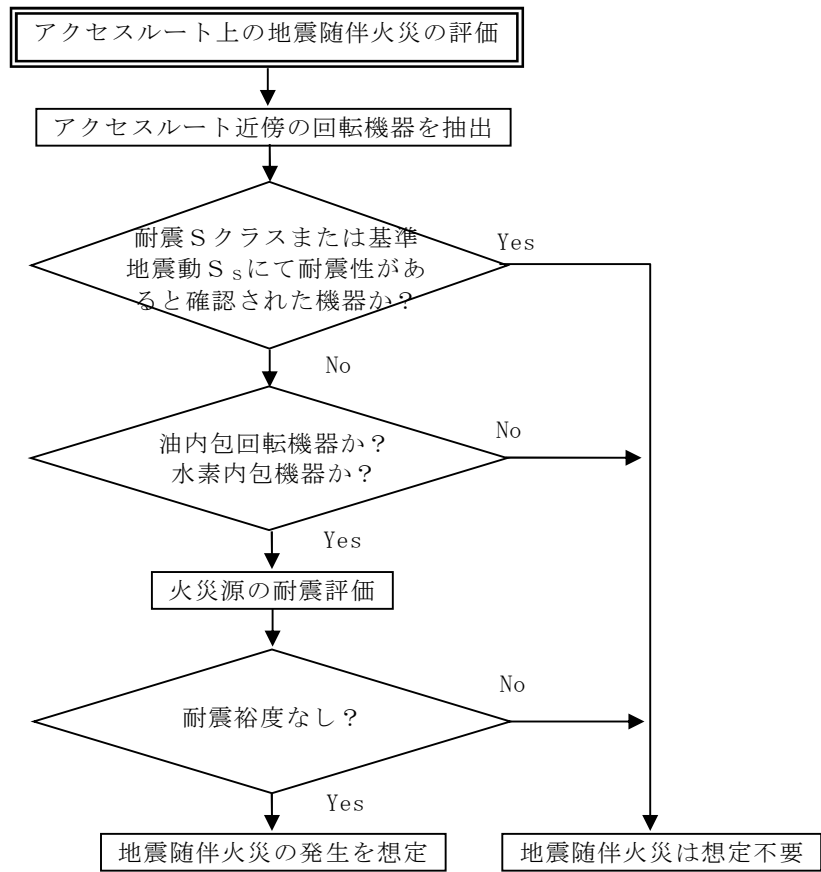 アクセスルート上の地震随伴火災の評価
アクセスルート近傍の回転機器を抽出
耐震Sクラスまたは基準
地震動Ssにて耐震性があ
ると確認された機器か?
Yes
No
油内包回転機器か?
水素内包機器か?
No
Yes
火災源の耐震評価
耐震裕度なし?
No
Yes
地震随伴火災の発生を想定
地震随伴火災は想定不要